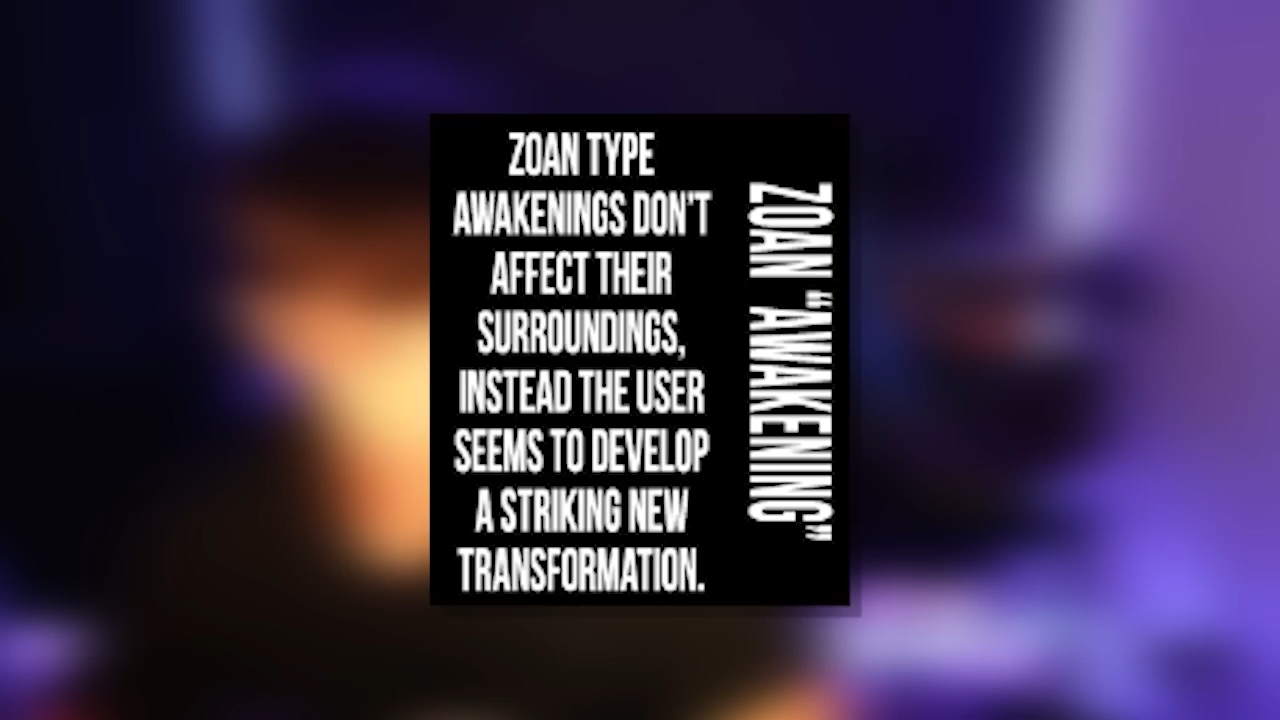 ZOAN TYPE
AWAKENINGS DON'T
AFFECT THEIR
SURROUNDINGS,
INSTEAD THE USER
SEEMS TO DEVELOP
A STRIKING NEW
TRANSFORMATION.
ZOAN “AWAKENING”